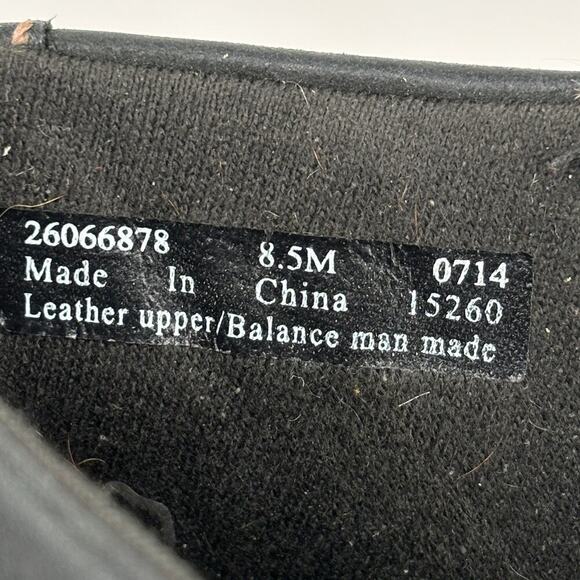 26066878 8.5M 0714
Made In China 15260
Leather upper/Balance man made